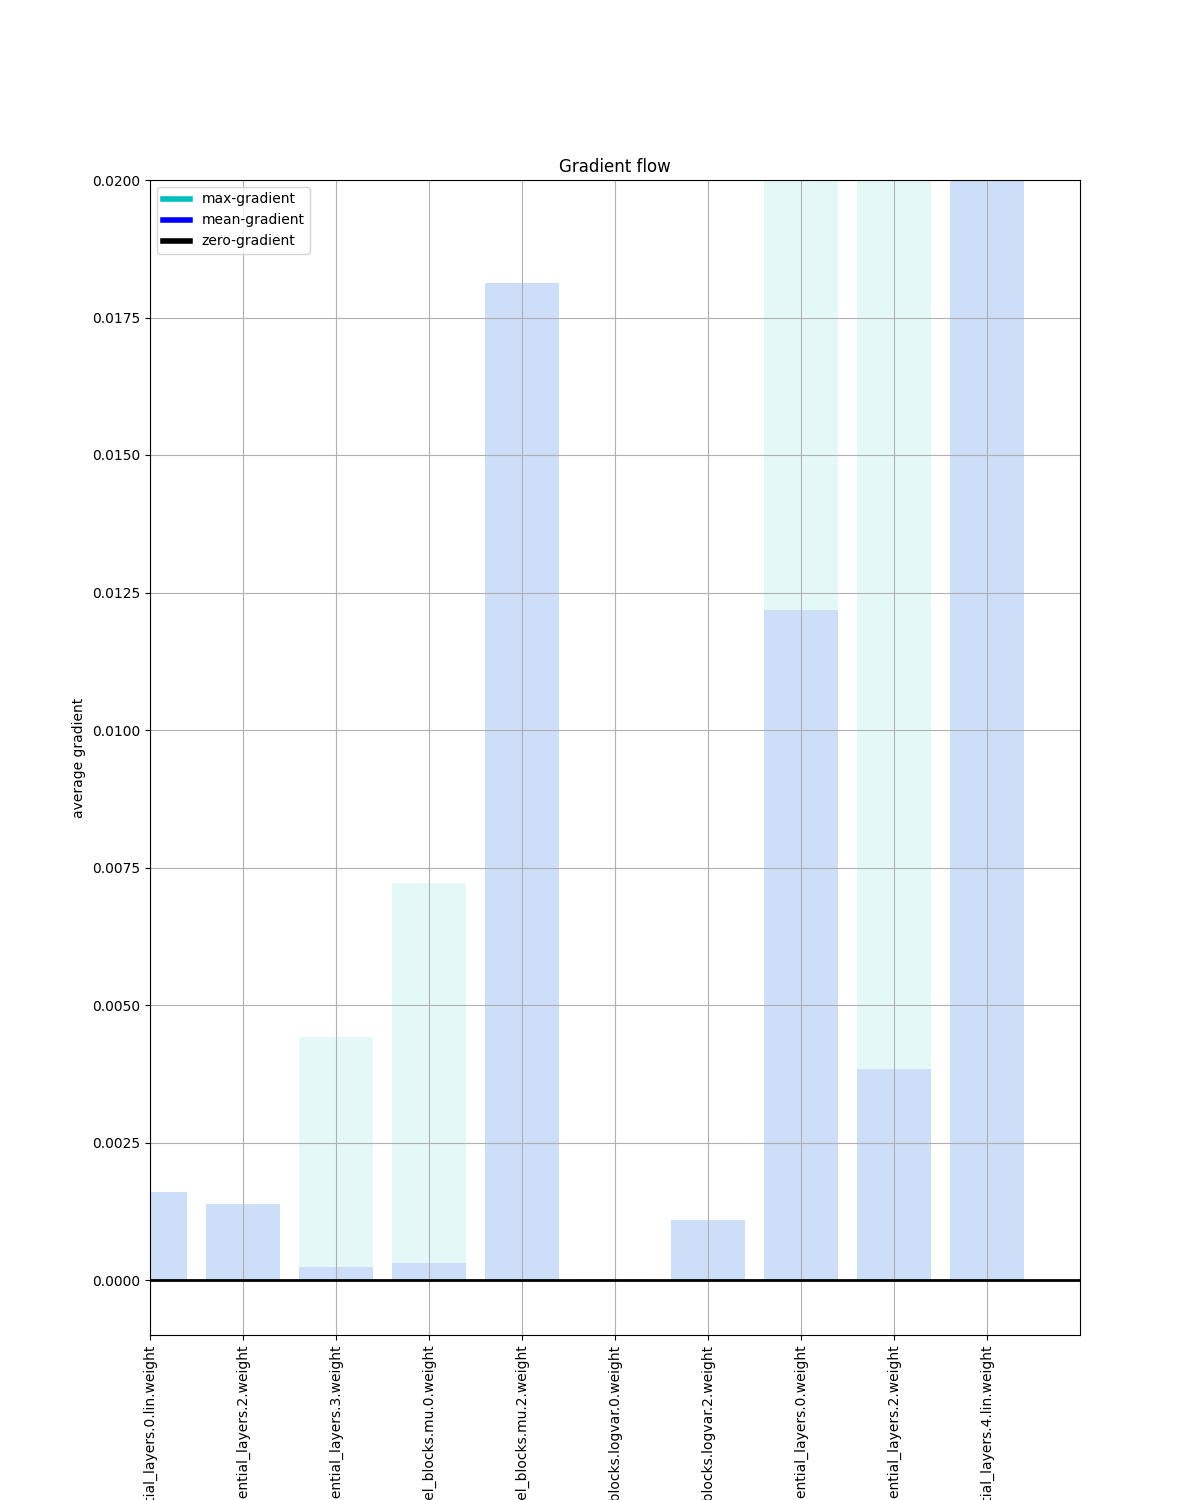 Gradient flow
max-gradient
mean-gradient
zero-gradient
0.0200
0.0175
0.0150
0.0125
0.0100
0.0075
0.0050
0.0025
0.0000
average gradient
tial_layers.0.lin.weight
ential_layers.2.weight
ential_layers.3.weight
el_blocks.mu.0.weight
el_blocks.mu.2.weight
blocks.logvar.0.weight
blocks.logvar.2.weight
ential_layers.0.weight
ential_layers.2.weight
tial_layers.4.lin.weight